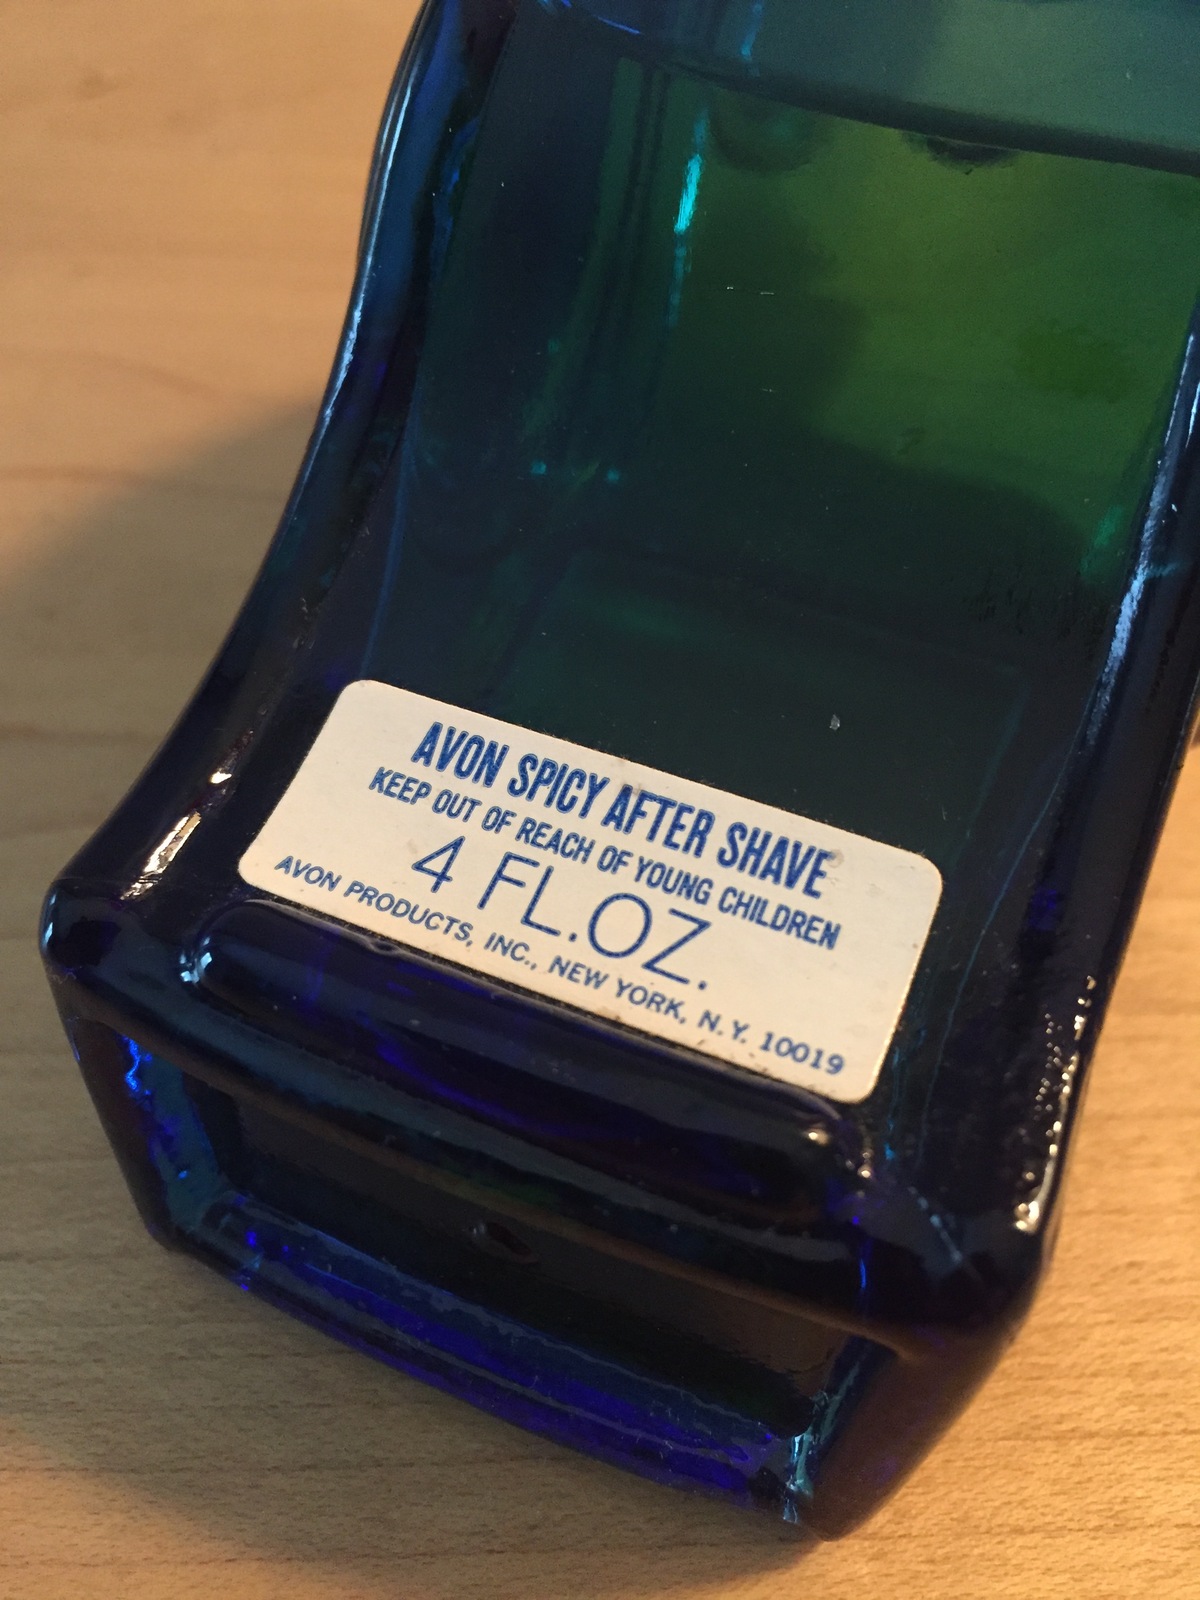 AVON SPICY AFTER SHAVE
KEEP OUT OF REACH OF YOUNG CHILDREN
4 FL.OZ.
AVON PRODUCTS, INC., NEW YORK, N.Y. 10019